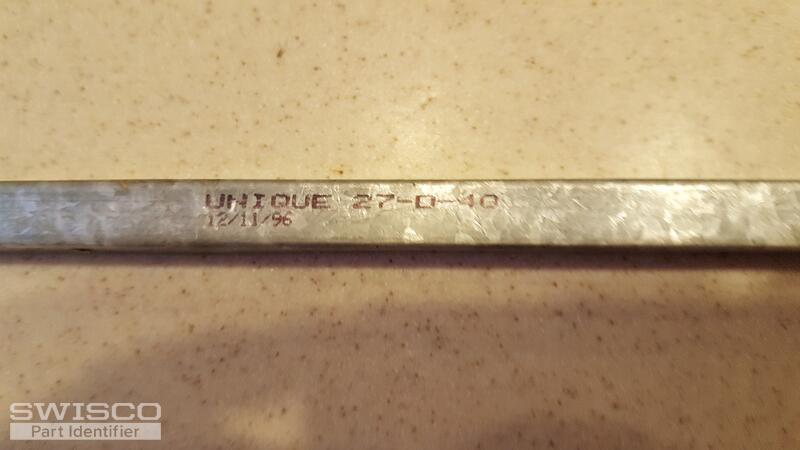 UNIQUE 27-D-40
12/11/96
SWISCO
Part Identifier